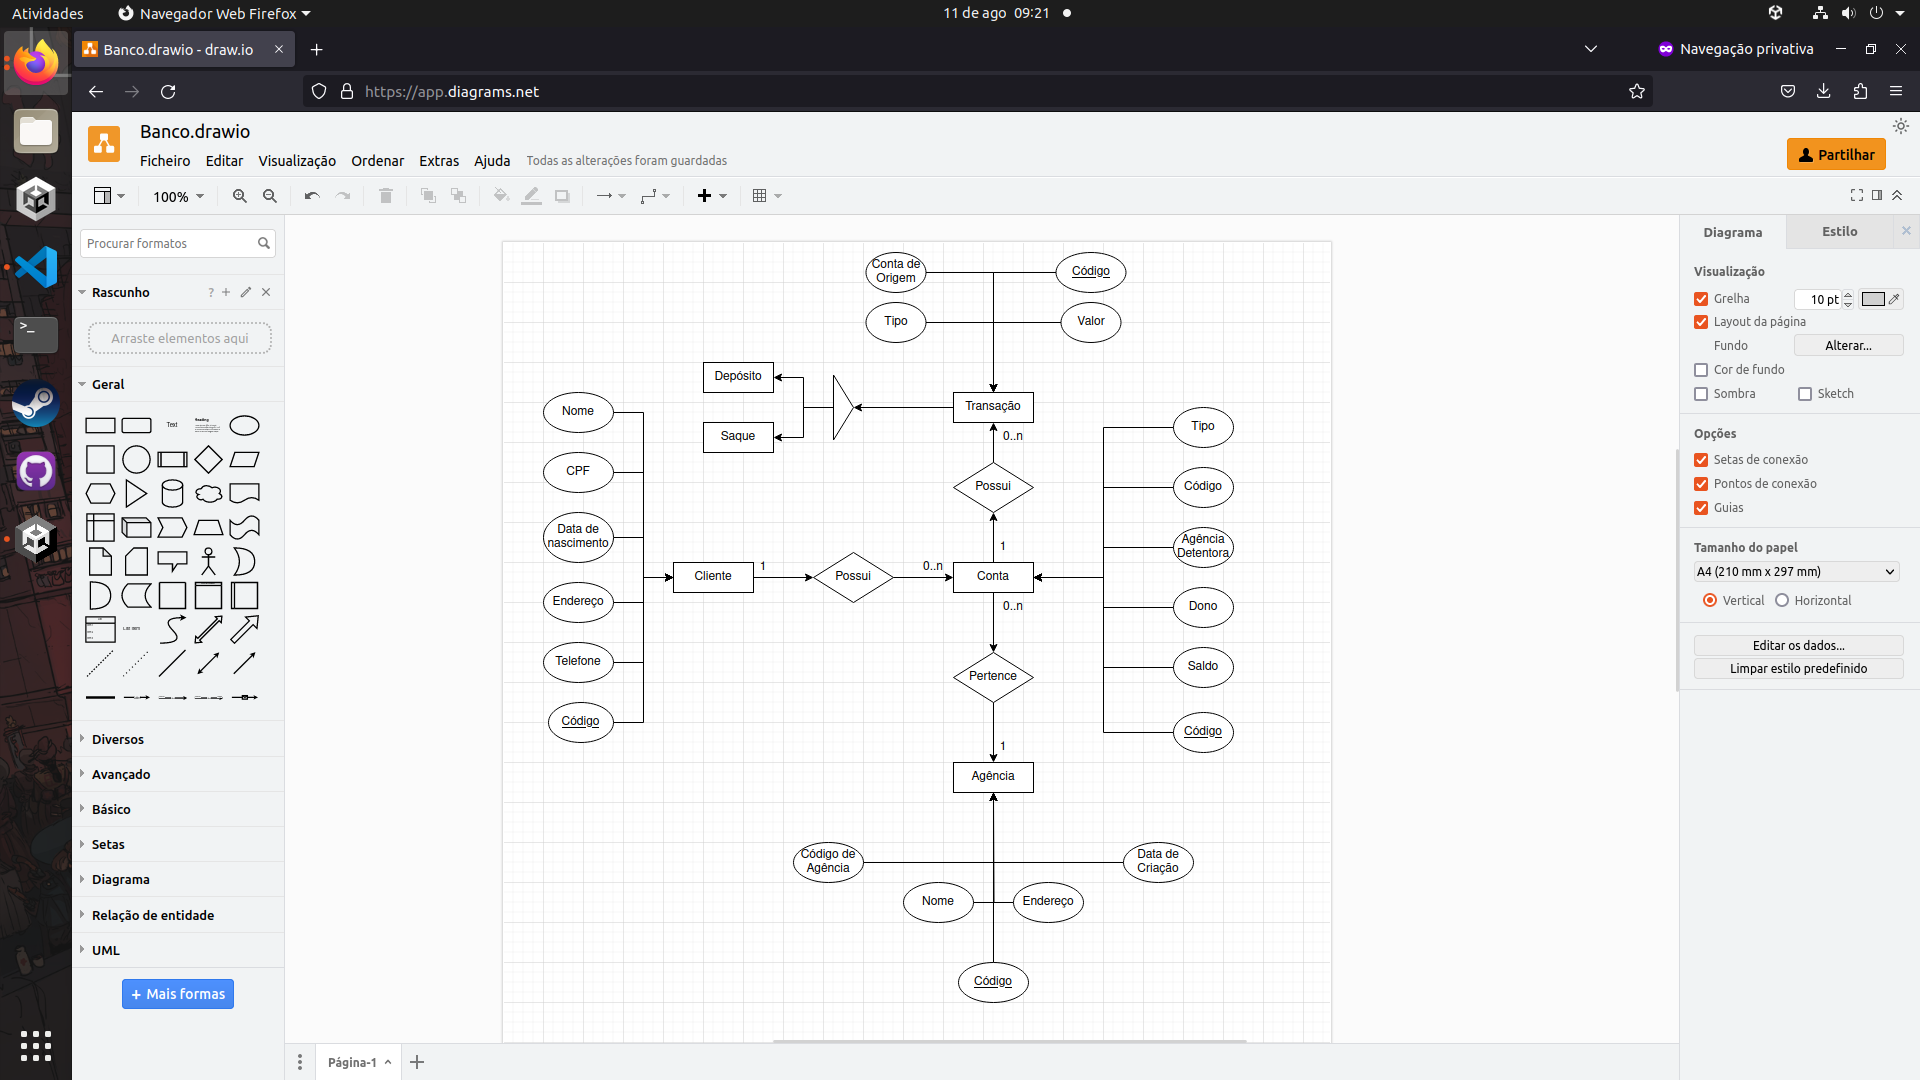 Atividades
Navegador Web Firefox
11 de ago 09:21
Banco.drawio - draw.io
Navegação privativa
https://app.diagrams.net
Banco.drawio
Ficheiro Editar Visualização Ordenar Extras Ajuda Todas as alterações foram guardadas
Partilhar
100%
Procurar formatos
Rascunho
?
Arraste elementos aqui
Geral
Text
Heading
List Item
Diversos
Avançado
Básico
Setas
Diagrama
Relação de entidade
UML
+ Mais formas
Conta de
Origem
Código
Tipo
Valor
Depósito
Saque
Transação
0..n
Possui
1
Nome
CPF
Data de
nascimento
Endereço
Telefone
Código
Cliente
1
Possui
0..n
Conta
0..n
Pertence
1
Agência
Tipo
Código
Agência
Detentora
Dono
Saldo
Código
Código de
Agência
Data de
Criação
Nome
Endereço
Código
Página-1
Diagrama
Estilo
Visualização
Grelha
10 pt
Layout da página
Fundo
Alterar...
Cor de fundo
Sombra
Sketch
Opções
Setas de conexão
Pontos de conexão
Guias
Tamanho do papel
A4 (210 mm x 297 mm)
Vertical
Horizontal
Editar os dados...
Limpar estilo predefinido